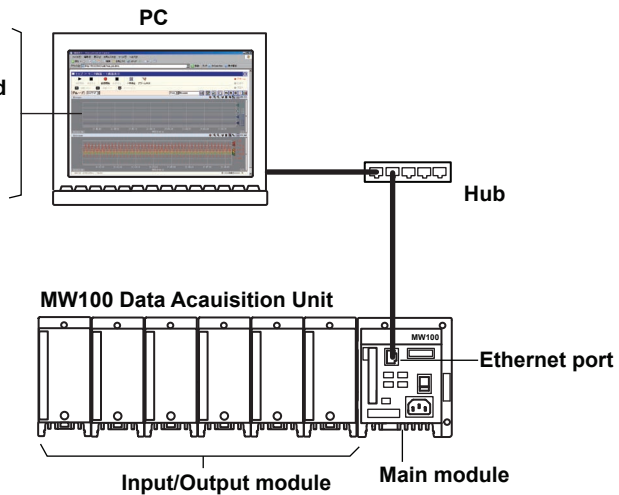 PC
d
Hub
MW100 Data Acauisition Unit
MW100
Ethernet port
Input/Output module
Main module